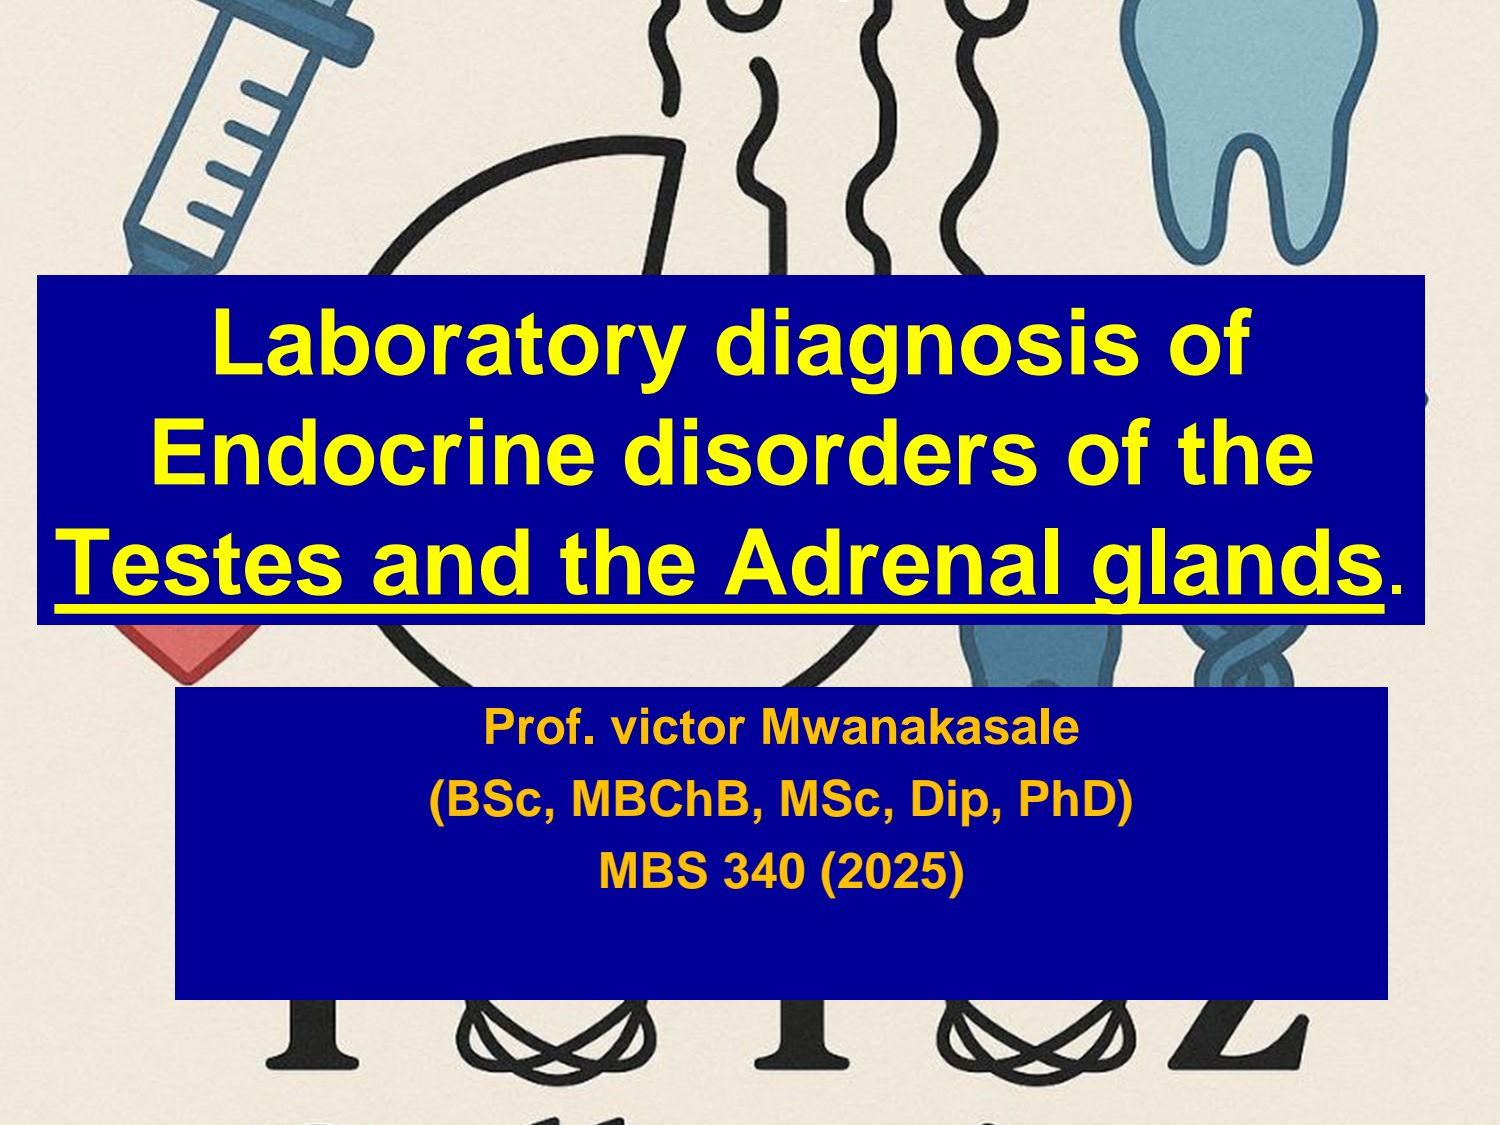 Laboratory diagnosis of
Endocrine disorders of the
Testes and the Adrenal glands.
Prof. victor Mwanakasale
(BSc, MBChB, MSc, Dip, PhD)
MBS 340 (2025)